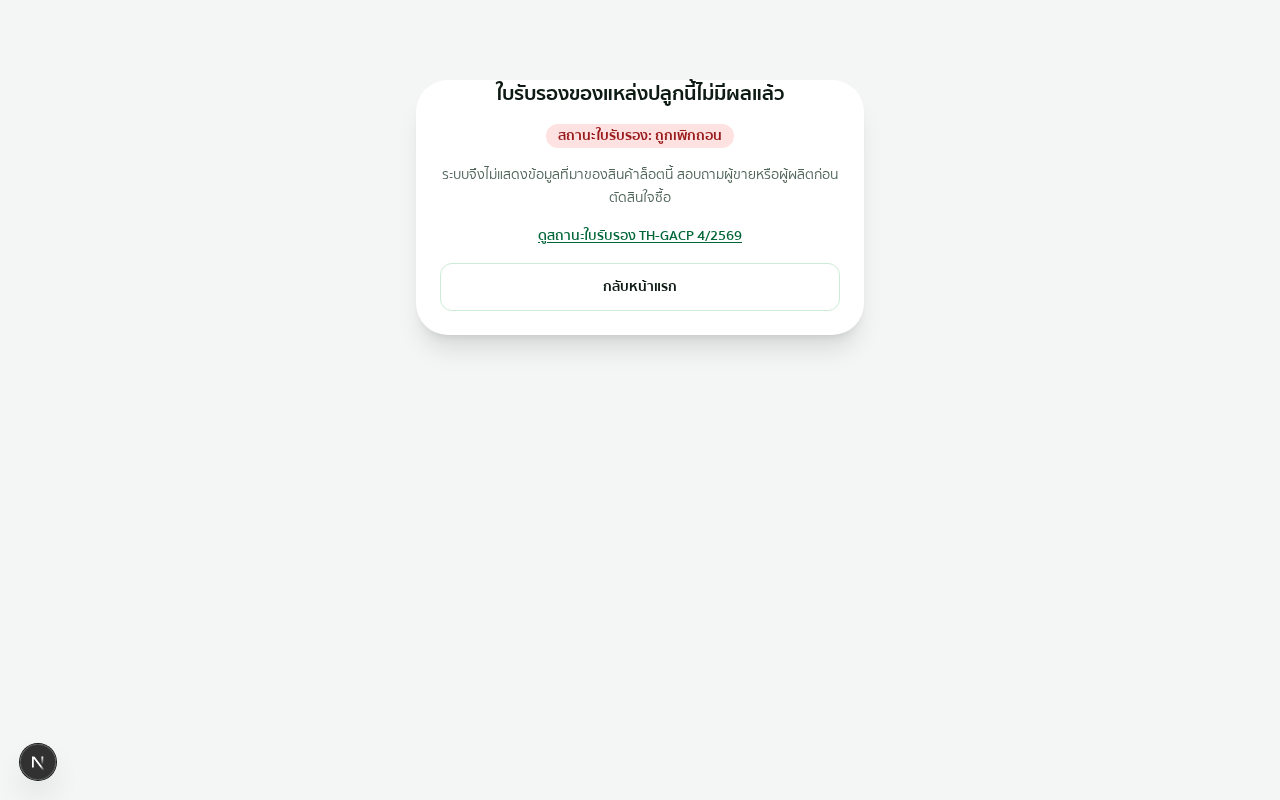 ใบรับรองของแหล่งปลูกนี้ไม่มีผลแล้ว
สถานะใบรับรอง: ถูกเพิกถอน
ระบบจึงไม่แสดงข้อมูลที่มาของสินค้าล็อตนี้ สอบถามผู้ขายหรือผู้ผลิตก่อน
ตัดสินใจซื้อ
ดูสถานะใบรับรอง TH-GACP 4/2569
กลับหน้าแรก
N